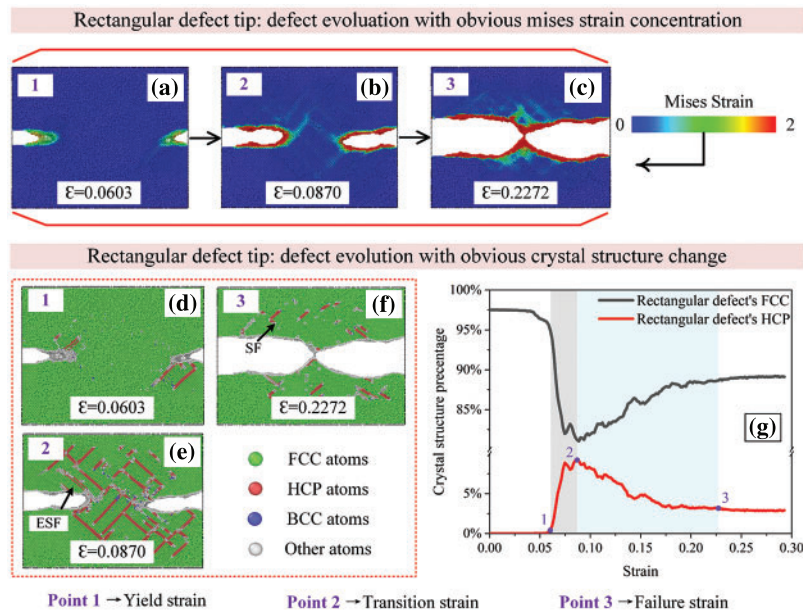 Rectangular defect tip: defect evoluation with obvious mises strain concentration
1 (a) 2 (b) 3 (c)
Mises Strain
0 2
Ɛ=0.0603 Ɛ=0.0870 Ɛ=0.2272
Rectangular defect tip: defect evolution with obvious crystal structure change
1 (d)
Ɛ=0.0603
3 (f)
SF
Ɛ=0.2272
2 (e)
ESF
Ɛ=0.0870
FCC atoms
HCP atoms
BCC atoms
Other atoms
Crystal structure precentage
100%
95%
90%
85%
5%
0%
Rectangular defect's FCC
Rectangular defect's HCP
(g)
1
2
3
0.00 0.05 0.10 0.15 0.20 0.25 0.30
Strain
Point 1 →Yield strain Point 2 →Transition strain Point 3 →Failure strain